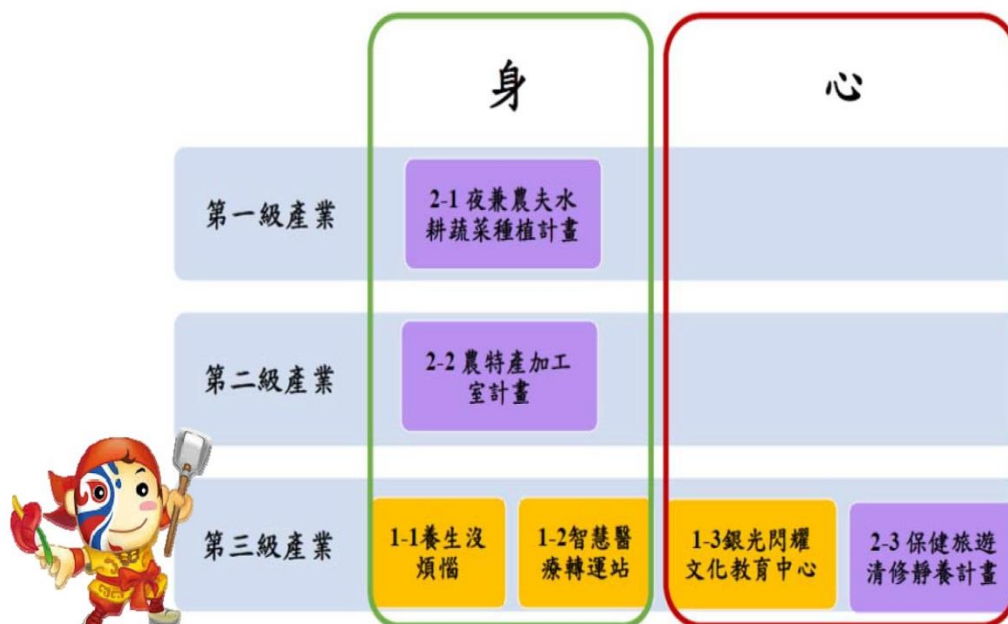 身
心
第一級產業
2-1 夜兼農夫水
耕蔬菜種植計畫
第二級產業
2-2 農特產加工
室計畫
第三級產業
1-1養生沒
煩惱
1-2智慧醫
療轉運站
1-3銀光閃耀
文化教育中心
2-3 保健旅遊
清修靜養計畫